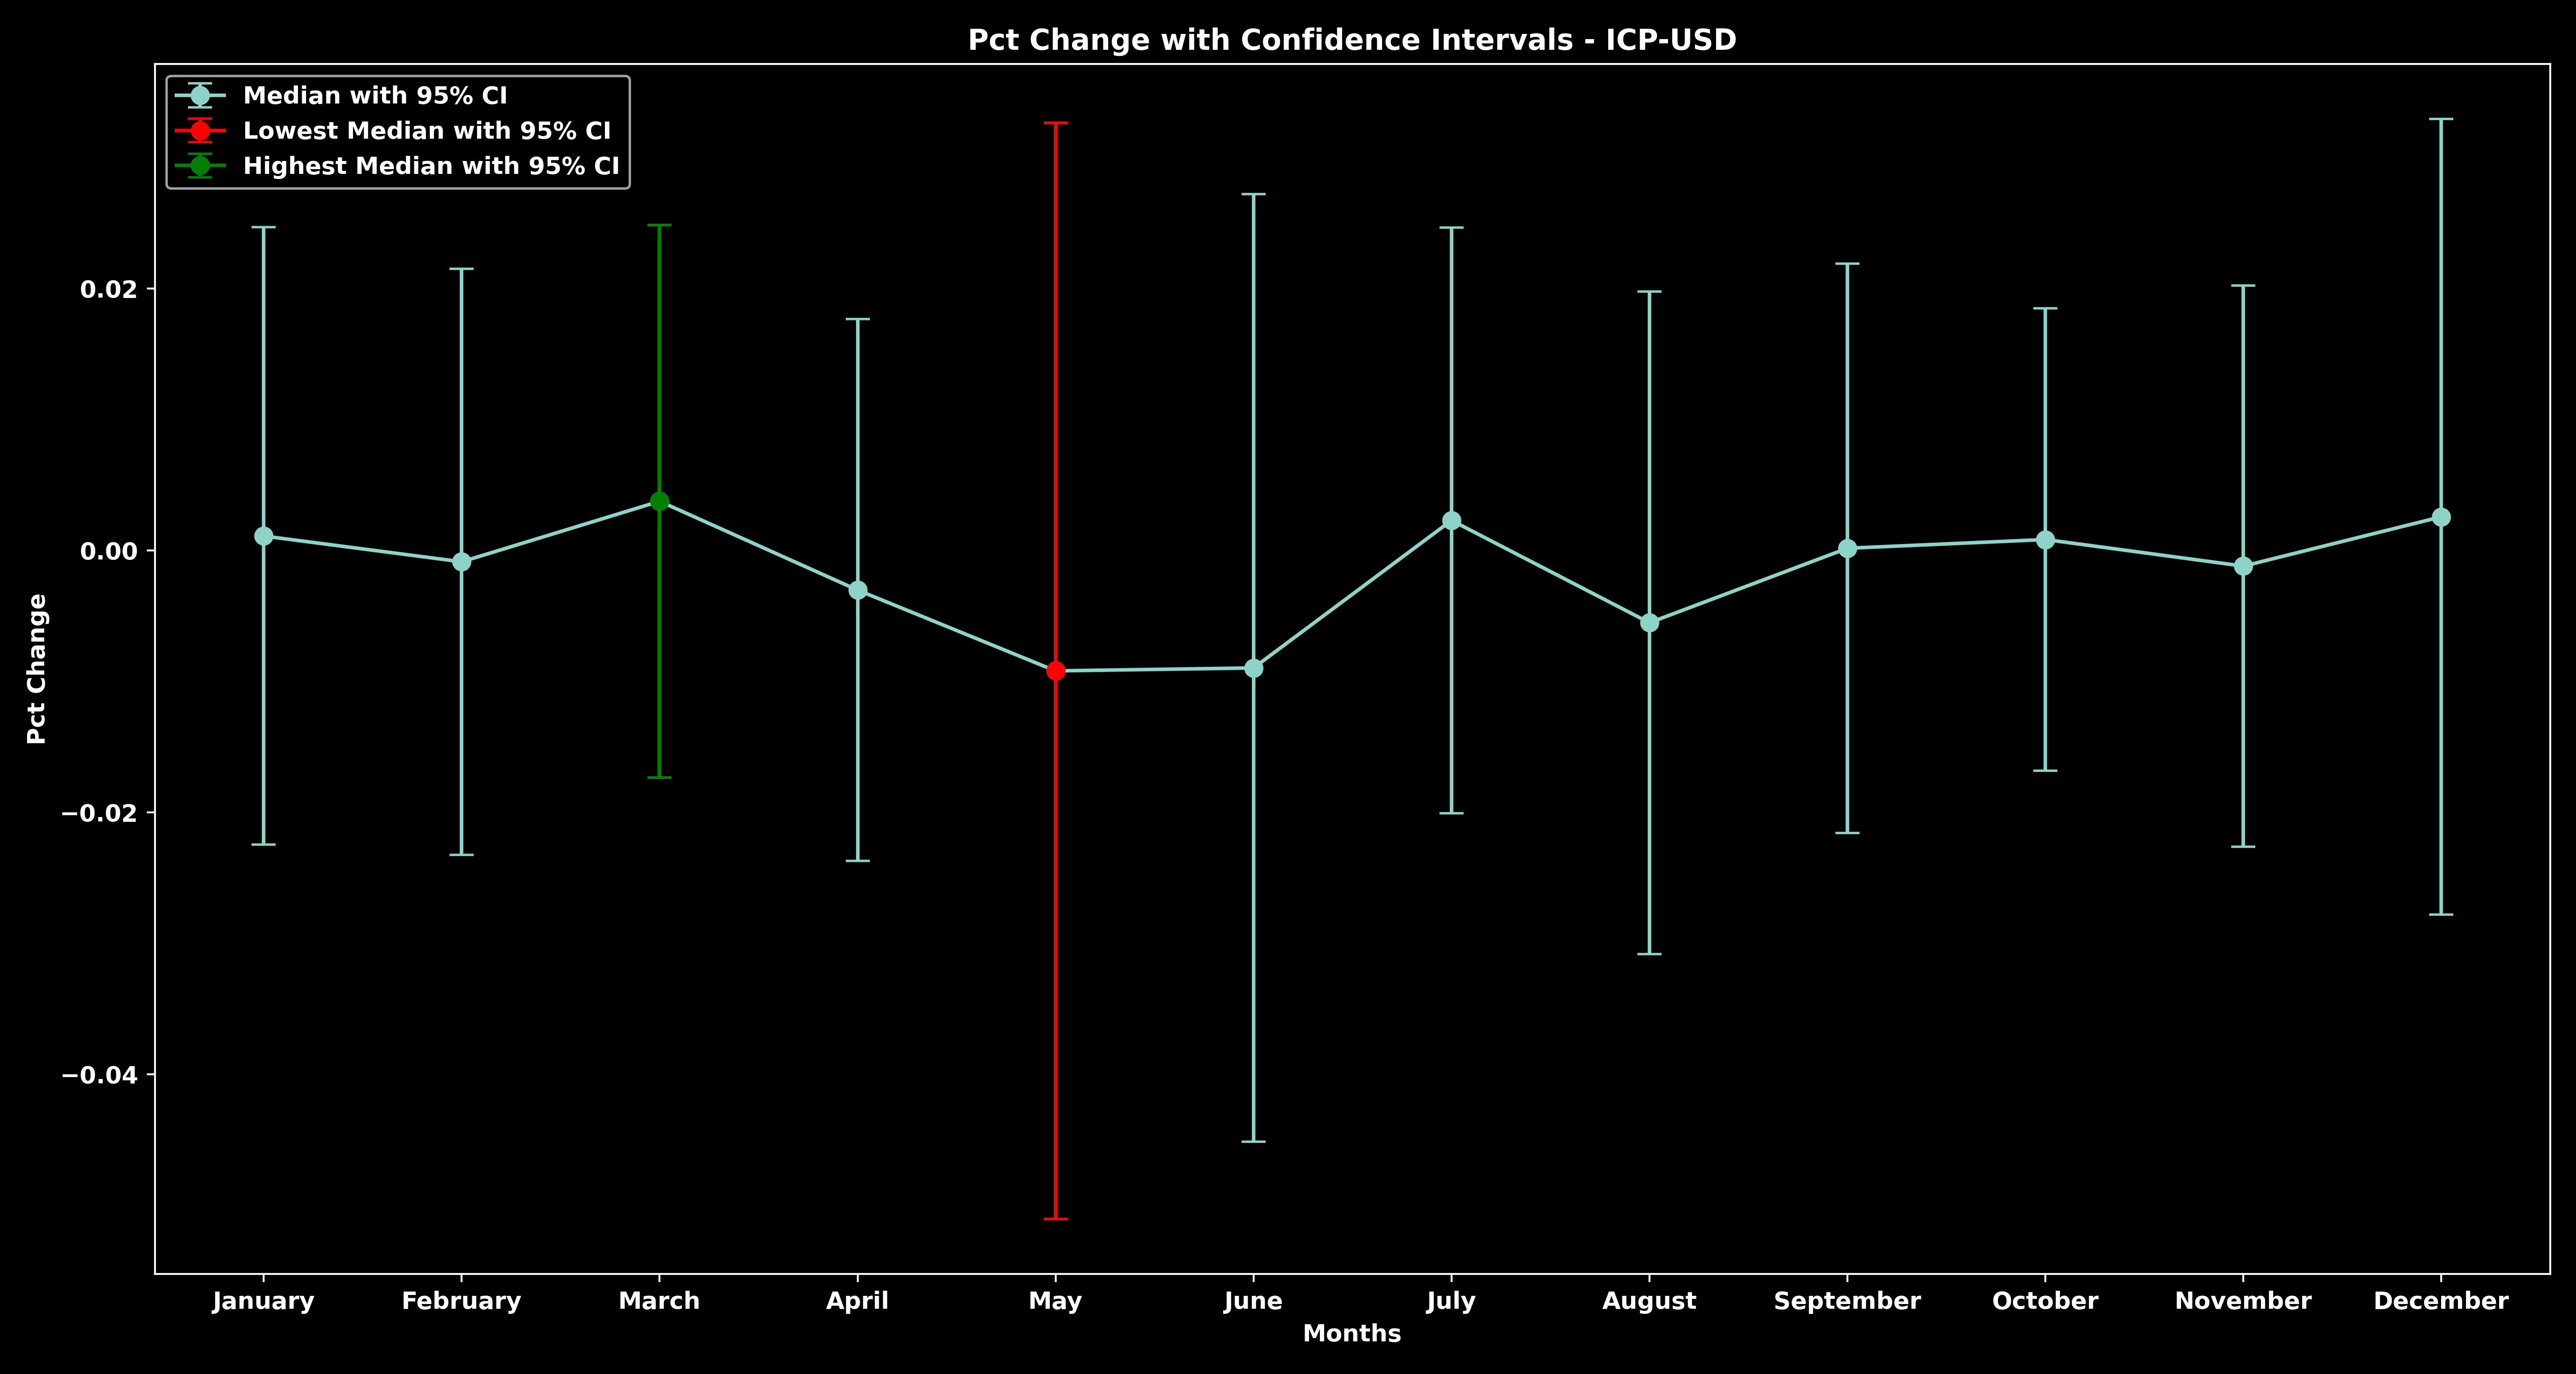 Pct Change with Confidence Intervals - ICP-USD
Median with 95% CI
Lowest Median with 95% CI
Highest Median with 95% CI
0.02
0.00
−0.02
−0.04
Pct Change
January February March April May June July August September October November December
Months